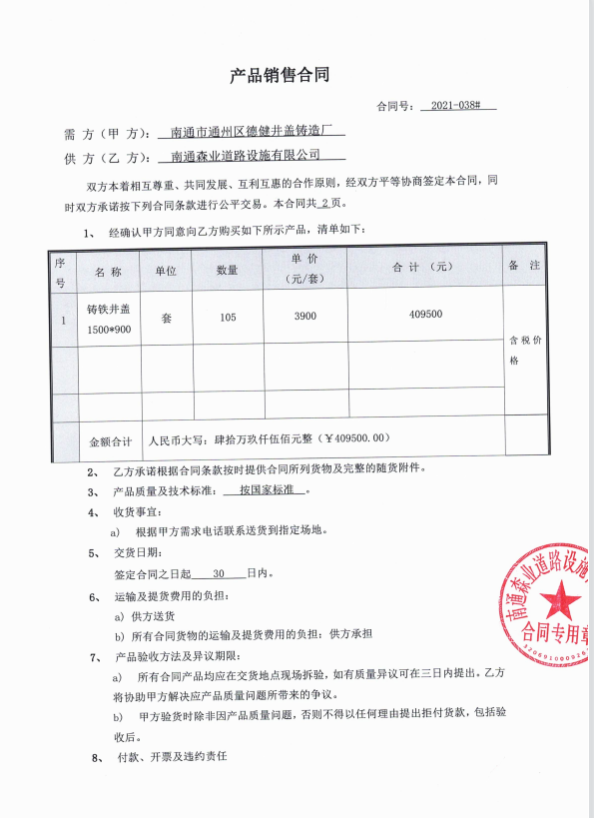 产品销售合同
合同号： 2021-038#
需 方（甲 方）： 南通市通州区德健井盖铸造厂
供 方（乙 方）： 南通森业道路设施有限公司
双方本着相互尊重、共同发展、互利互惠的合作原则，经双方平等协商签定本合同，同
时双方承诺按下列合同条款进行公平交易。本合同共 2 页。
1、 经确认甲方同意向乙方购买如下所示产品，清单如下：
序号 名 称 单位 数量 单 价（元/套） 合 计 （元） 备 注
1 铸铁井盖 1500*900 套 105 3900 409500 含税价格
金额合计 人民币大写：肆拾万玖仟伍佰元整（￥409500.00）
2、 乙方承诺根据合同条款按时提供合同所列货物及完整的随货附件。
3、 产品质量及技术标准： 按国家标准 。
4、 收货事宜：
a） 根据甲方需求电话联系送货到指定场地。
5、 交货日期：
签定合同之日起 30 日内。
6、 运输及提货费用的负担：
a）供方送货
b）所有合同货物的运输及提货费用的负担：供方承担
7、 产品验收方法及异议期限：
a） 所有合同产品均应在交货地点现场拆验，如有质量异议可在三日内提出，乙方
将协助甲方解决应产品质量问题所带来的争议。
b） 甲方验货时除非因产品质量问题，否则不得以任何理由提出拒付货款，包括验
收后。
8、 付款、开票及违约责任
南通森业道路设施
合同专用章